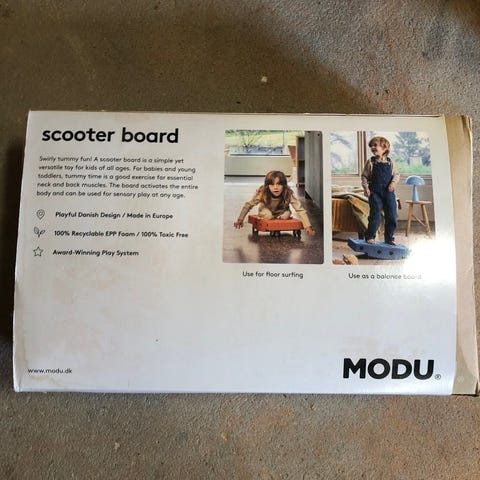 scooter board
Swirly tummy fun! A scooter board is a simple yet
versatile toy for kids of all ages. For babies and young
toddlers, tummy time is a good exercise for essential
neck and back muscles. The board activates the entire
body and can be used for sensory play at any age.
Playful Danish Design / Made in Europe
100% Recyclable EPP Foam / 100% Toxic Free
Award-Winning Play System
Use for floor surfing
Use as a balance board
www.modu.dk
MODU®